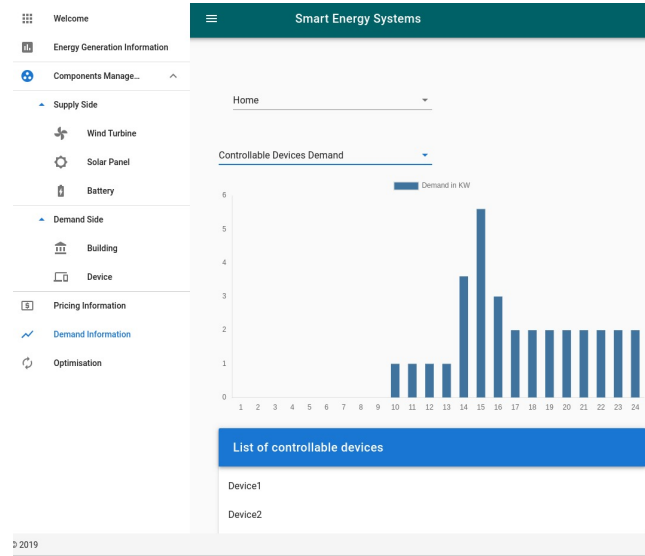 Welcome
Energy Generation Information
Components Manage...
Supply Side
Wind Turbine
Solar Panel
Battery
Demand Side
Building
Device
Pricing Information
Demand Information
Optimisation
© 2019
Smart Energy Systems
Home
Controllable Devices Demand
Demand in KW
6
5
4
3
2
1
0
1 2 3 4 5 6 7 8 9 10 11 12 13 14 15 16 17 18 19 20 21 22 23 24
List of controllable devices
Device1
Device2